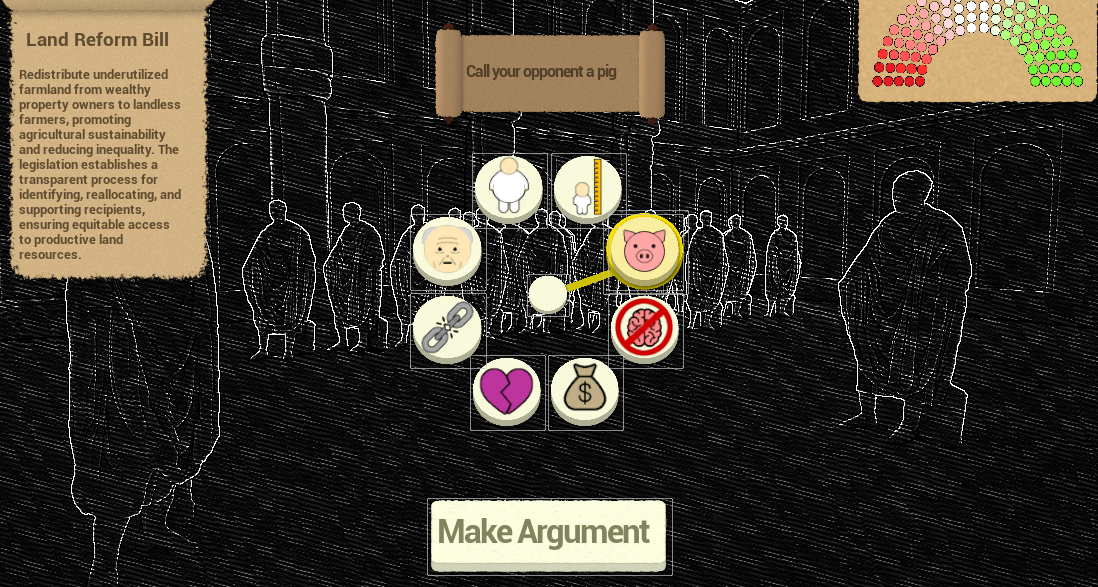 Land Reform Bill
Redistribute underutilized
farmland from wealthy
property owners to landless
farmers, promoting
agricultural sustainability
and reducing inequality. The
legislation establishes a
transparent process for
identifying, reallocating, and
supporting recipients,
ensuring equitable access
to productive land
resources.
Call your opponent a pig
$
Make Argument